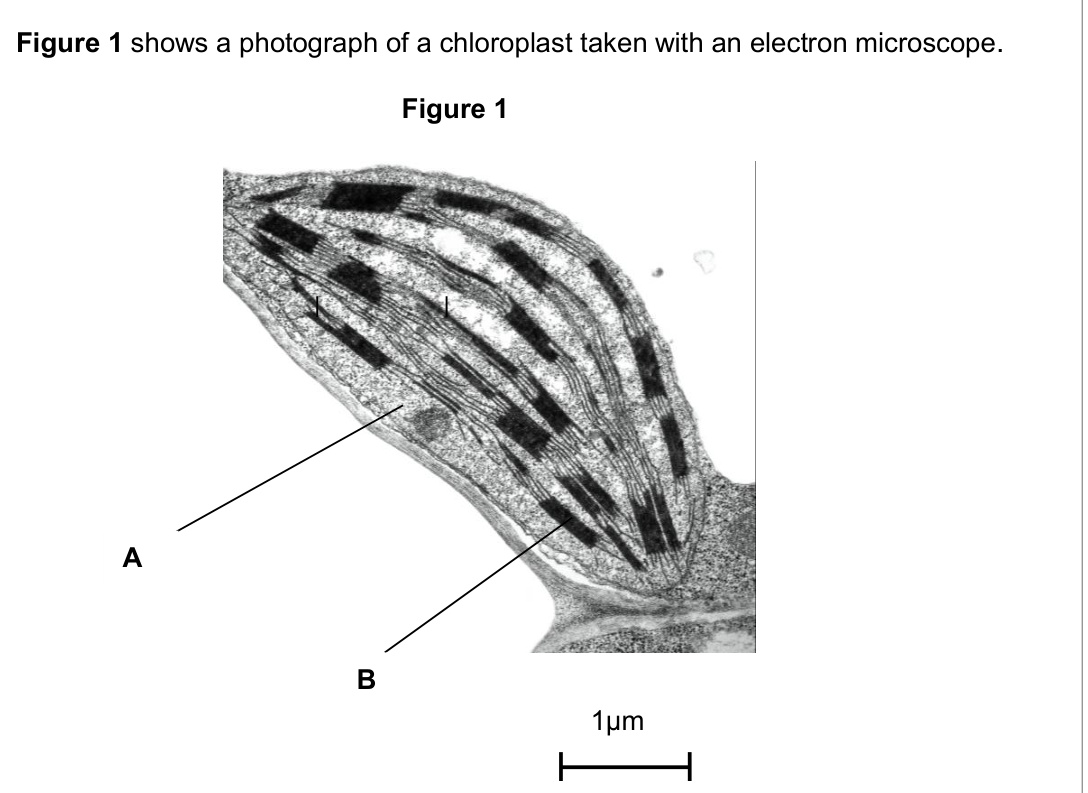 Figure 1 shows a photograph of a chloroplast taken with an electron microscope.
Figure 1
A
B
1µm